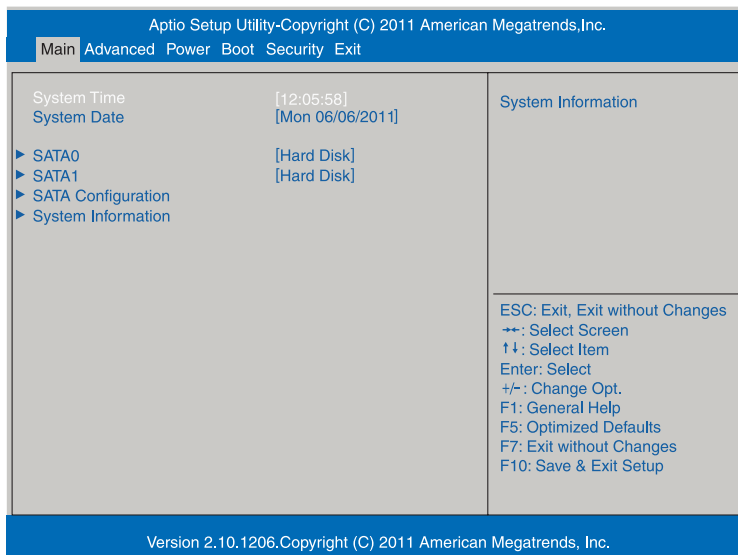 Aptio Setup Utility-Copyright (C) 2011 American Megatrends,Inc.
Main Advanced Power Boot Security Exit
System Time [12:05:58]
System Date [Mon 06/06/2011]
SATA0 [Hard Disk]
SATA1 [Hard Disk]
SATA Configuration
System Information
System Information
ESC: Exit, Exit without Changes
→←: Select Screen
↑↓: Select Item
Enter: Select
+/-: Change Opt.
F1: General Help
F5: Optimized Defaults
F7: Exit without Changes
F10: Save & Exit Setup
Version 2.10.1206.Copyright (C) 2011 American Megatrends, Inc.